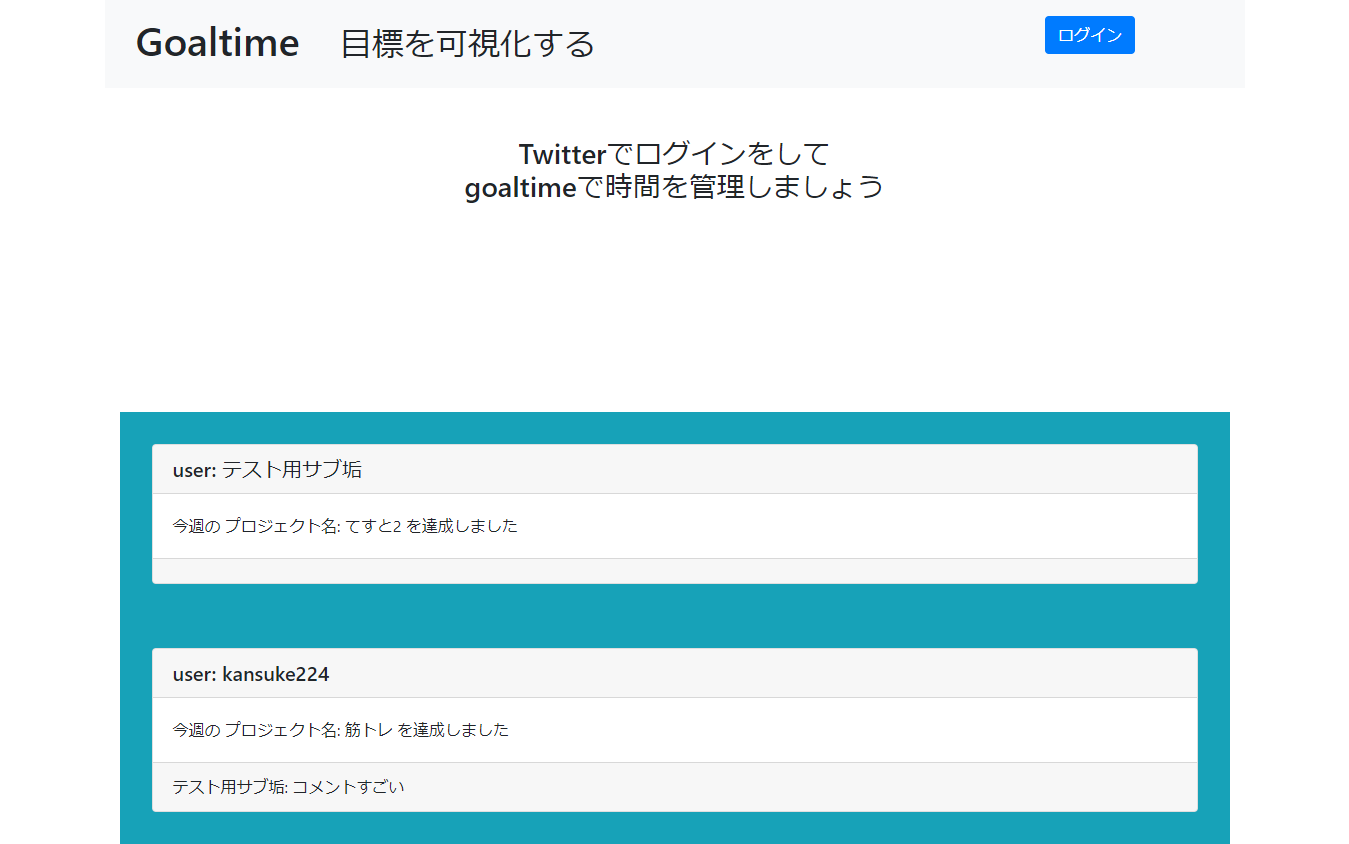 Goaltime 目標を可視化する
ログイン
Twitterでログインをして
goaltimeで時間を管理しましょう
user: テスト用サブ垢
今週の プロジェクト名: てすと2 を達成しました
user: kansuke224
今週の プロジェクト名: 筋トレ を達成しました
テスト用サブ垢: コメントすごい